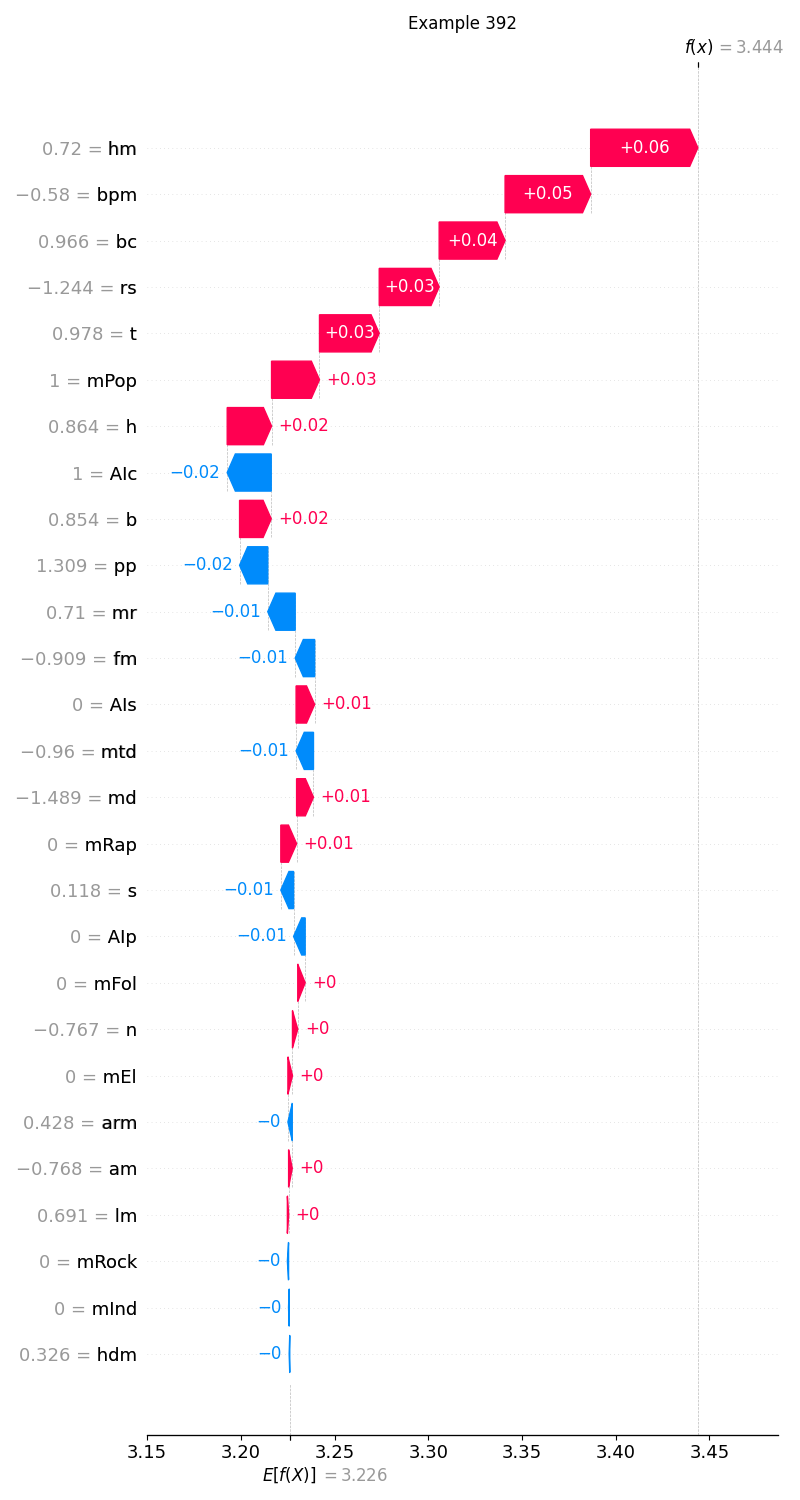 Example 392
f(x) = 3.444
0.72 = hm +0.06
−0.58 = bpm +0.05
0.966 = bc +0.04
−1.244 = rs +0.03
0.978 = t +0.03
1 = mPop +0.03
0.864 = h +0.02
1 = AIc −0.02
0.854 = b +0.02
1.309 = pp −0.02
0.71 = mr −0.01
−0.909 = fm −0.01
0 = AIs +0.01
−0.96 = mtd −0.01
−1.489 = md +0.01
0 = mRap +0.01
0.118 = s −0.01
0 = AIp −0.01
0 = mFol +0
−0.767 = n +0
0 = mEl +0
0.428 = arm −0
−0.768 = am +0
0.691 = lm +0
0 = mRock −0
0 = mInd −0
0.326 = hdm −0
3.15 3.20 3.25 3.30 3.35 3.40 3.45
E[f(X)] = 3.226